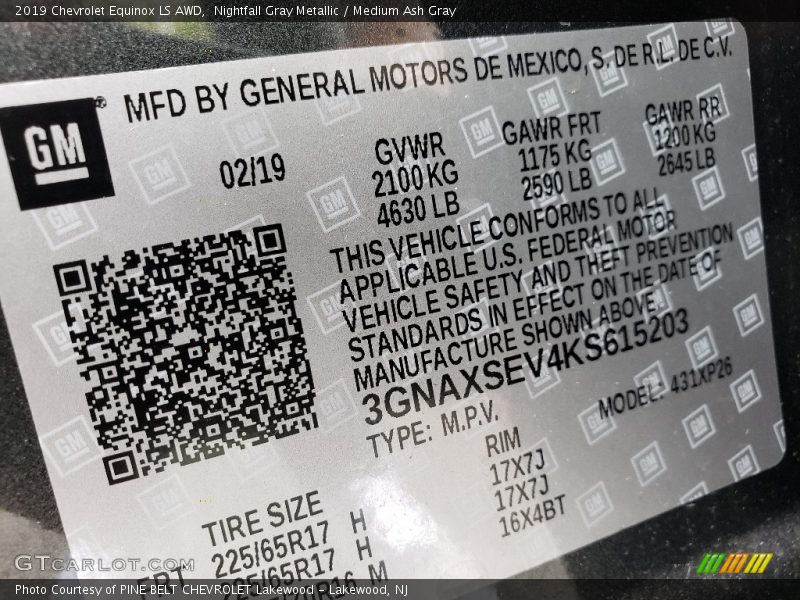 2019 Chevrolet Equinox LS AWD, Nightfall Gray Metallic / Medium Ash Gray
MFD BY GENERAL MOTORS DE MEXICO, S. DE R.L. DE C.V.
GM
02/19
GVWR
2100 KG
4630 LB
GAWR FRT
1175 KG
2590 LB
GAWR RR
1200 KG
2645 LB
THIS VEHICLE CONFORMS TO ALL
APPLICABLE U.S. FEDERAL MOTOR
VEHICLE SAFETY AND THEFT PREVENTION
STANDARDS IN EFFECT ON THE DATE OF
MANUFACTURE SHOWN ABOVE.
3GNAXSEV4KS615203
TYPE: M.P.V.
MODEL: 431XP26
TIRE SIZE
RIM
225/65R17 H
17X7J
FRT
225/65R17 H
17X7J
M
16X4BT
GTCarLot.com
Photo Courtesy of PINE BELT CHEVROLET Lakewood - Lakewood, NJ